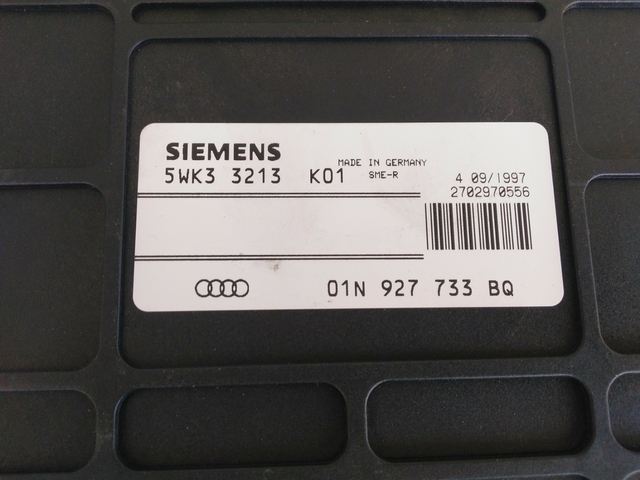 SIEMENS
MADE IN GERMANY
5WK3 3213 K01 SME-R
4 09/1997
2702970556
01N 927 733 BQ